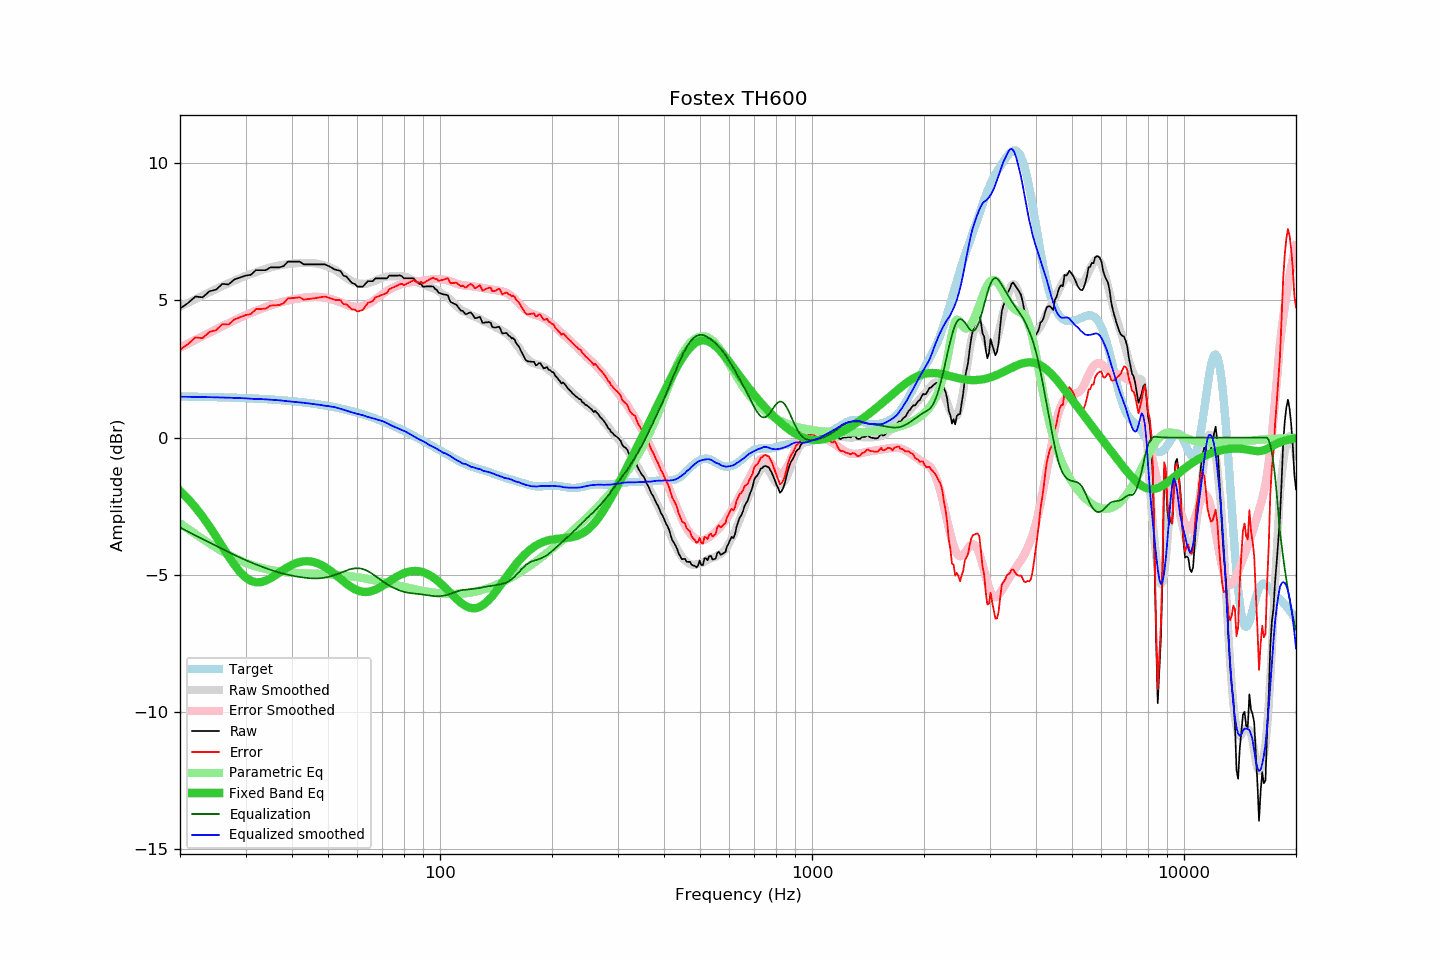 Fostex TH600
10
5
0
−5
−10
−15
Amplitude (dBr)
Target
Raw Smoothed
Error Smoothed
Raw
Error
Parametric Eq
Fixed Band Eq
Equalization
Equalized smoothed
100
1000
10000
Frequency (Hz)